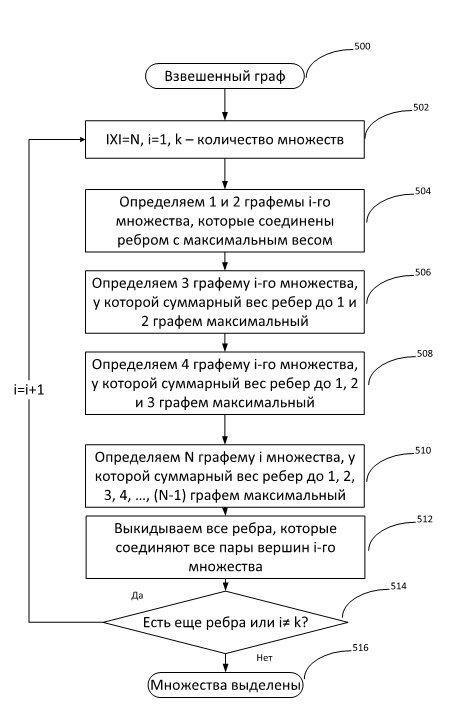 500
Взвешенный граф
502
IXI=N, i=1, k – количество множеств
504
Определяем 1 и 2 графемы i-го
множества, которые соединены
ребром с максимальным весом
506
Определяем 3 графему i-го множества,
у которой суммарный вес ребер до 1 и
2 графем максимальный
508
Определяем 4 графему i-го множества,
у которой суммарный вес ребер до 1, 2
и 3 графем максимальный
i=i+1
510
Определяем N графему i множества, у
которой суммарный вес ребер до 1, 2,
3, 4, ..., (N-1) графем максимальный
512
Выкидываем все ребра, которые
соединяют все пары вершин i-го
множества
514
Да
Есть еще ребра или i≠ k?
Нет
516
Множества выделены